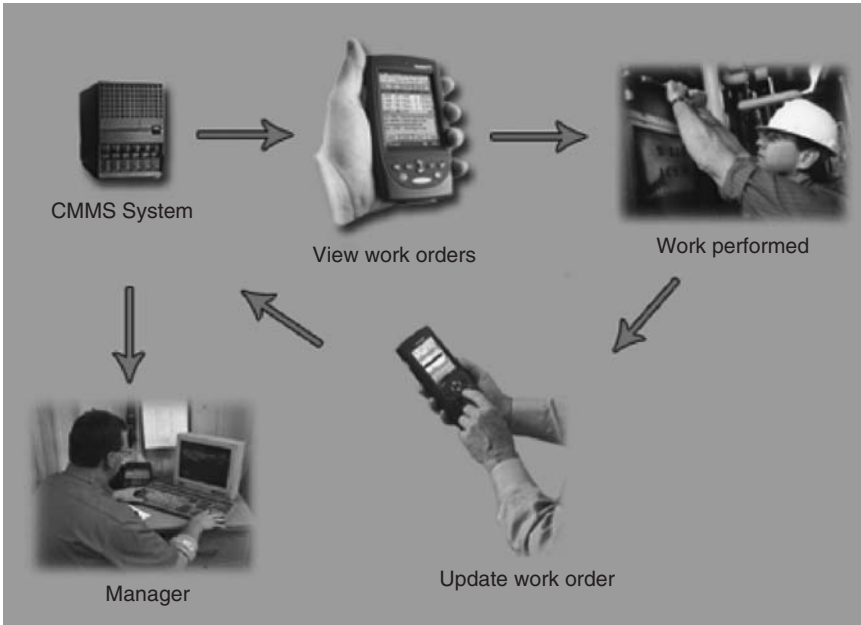 CMMS System
View work orders
Work performed
Manager
Update work order